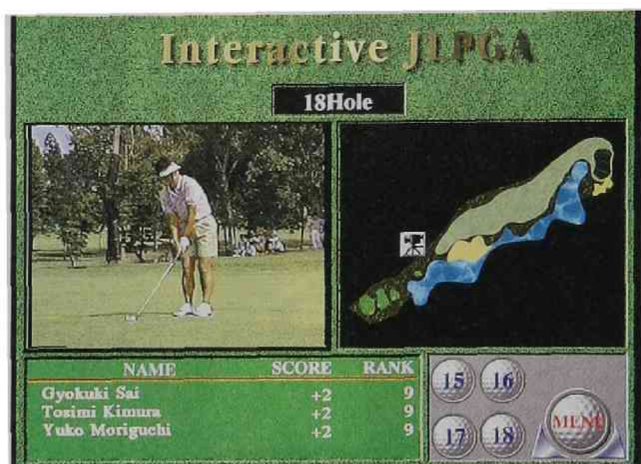 Interactive JLPGA
18Hole
NAME SCORE RANK
Gyokuki Sai +2 9
Tosimi Kimura +2 9
Yuko Moriguchi +2 9
15 16
17 18
MENU